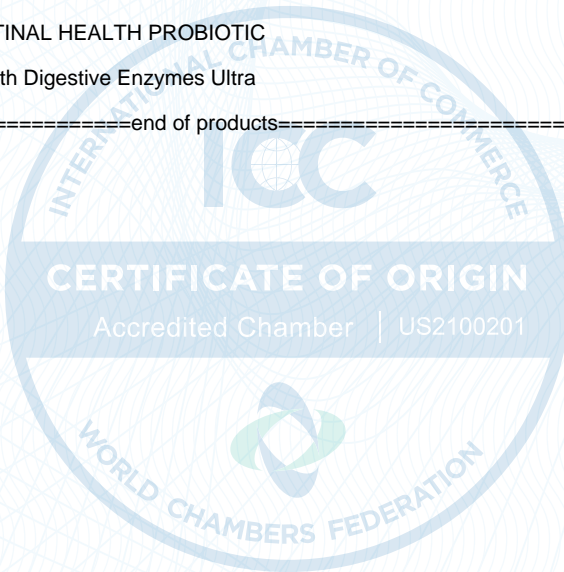 TINAL HEALTH PROBIOTIC
th Digestive Enzymes Ultra
===========end of products=======================
INTERNATIONAL CHAMBER OF COMMERCE
ICC
CERTIFICATE OF ORIGIN
Accredited Chamber | US2100201
WORLD CHAMBERS FEDERATION